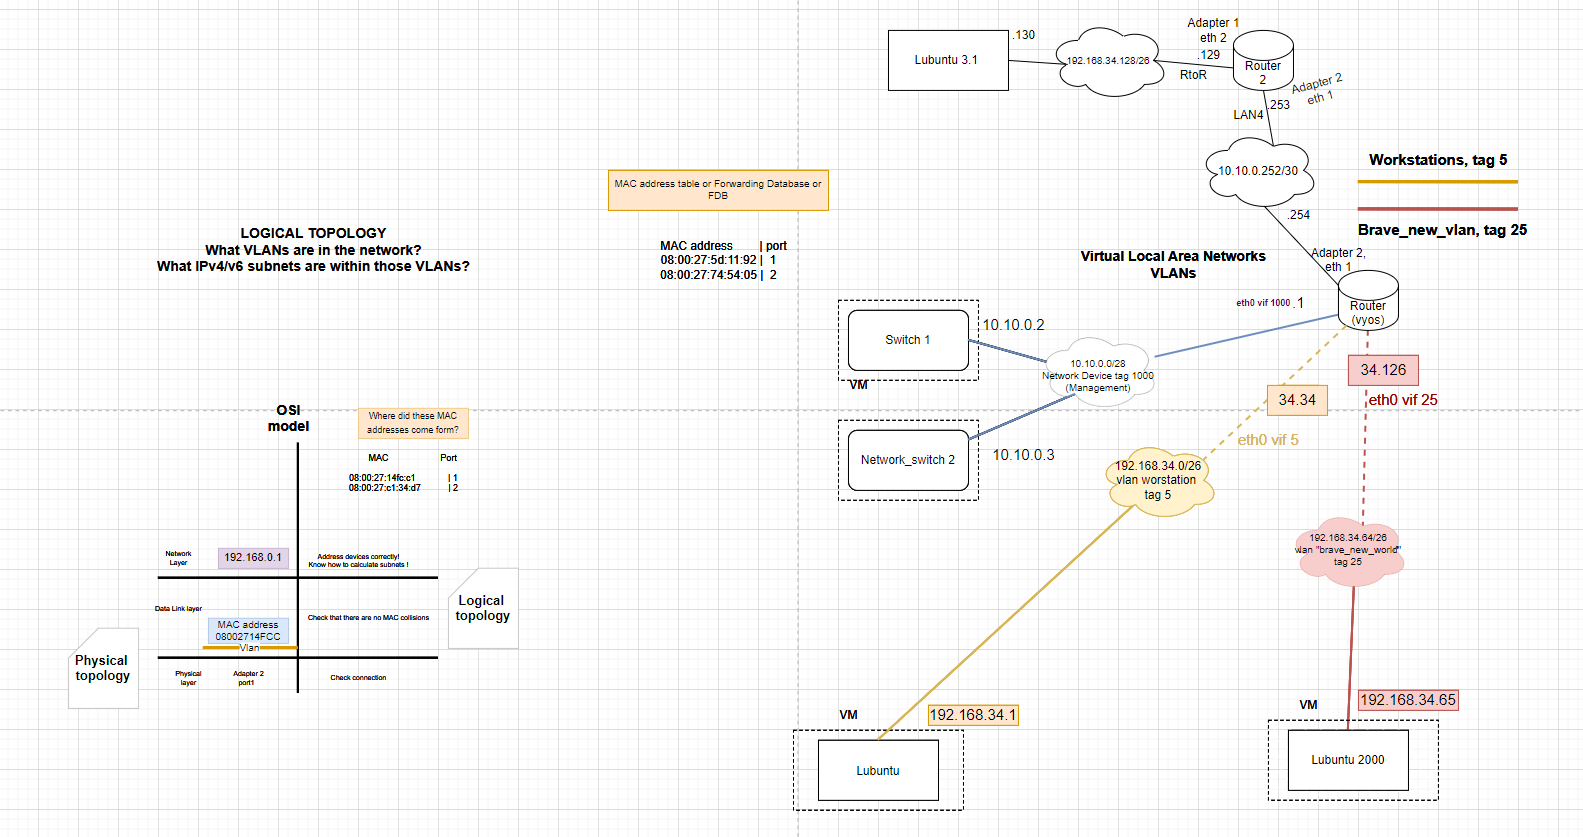 Adapter 1
eth 2
.130
.129
Lubuntu 3.1
192.168.34.128/26
Router
2
RtoR
Adapter 2
eth 1
.253
LAN4
10.10.0.252/30
Workstations, tag 5
.254
Brave_new_vlan, tag 25
MAC address table or Forwarding Database or
FDB
LOGICAL TOPOLOGY
What VLANs are in the network?
What IPv4/v6 subnets are within those VLANs?
MAC address | port
08:00:27:5d:11:92 | 1
08:00:27:74:54:05 | 2
Virtual Local Area Networks
VLANs
Adapter 2,
eth 1
eth0 vif 1000 .1
Router
(vyos)
Switch 1
10.10.0.2
VM
10.10.0.0/28
Network Device tag 1000
(Management)
34.126
34.34
eth0 vif 25
eth0 vif 5
Network_switch 2
10.10.0.3
192.168.34.0/26
vlan worstation
tag 5
192.168.34.64/26
vlan "brave_new_world"
tag 25
OSI
model
Where did these MAC
addresses come form?
MAC Port
08:00:27:14fc:c1 | 1
08:00:27:c1:34:d7 | 2
Network
Layer
192.168.0.1
Address devices correctly!
Know how to calculate subnets !
Data Link layer
MAC address
08002714FCC
Vlan
Check that there are no MAC collisions
Logical
topology
Physical
topology
Physical
layer
Adapter 2
port1
Check connection
VM
192.168.34.1
Lubuntu
VM
192.168.34.65
Lubuntu 2000